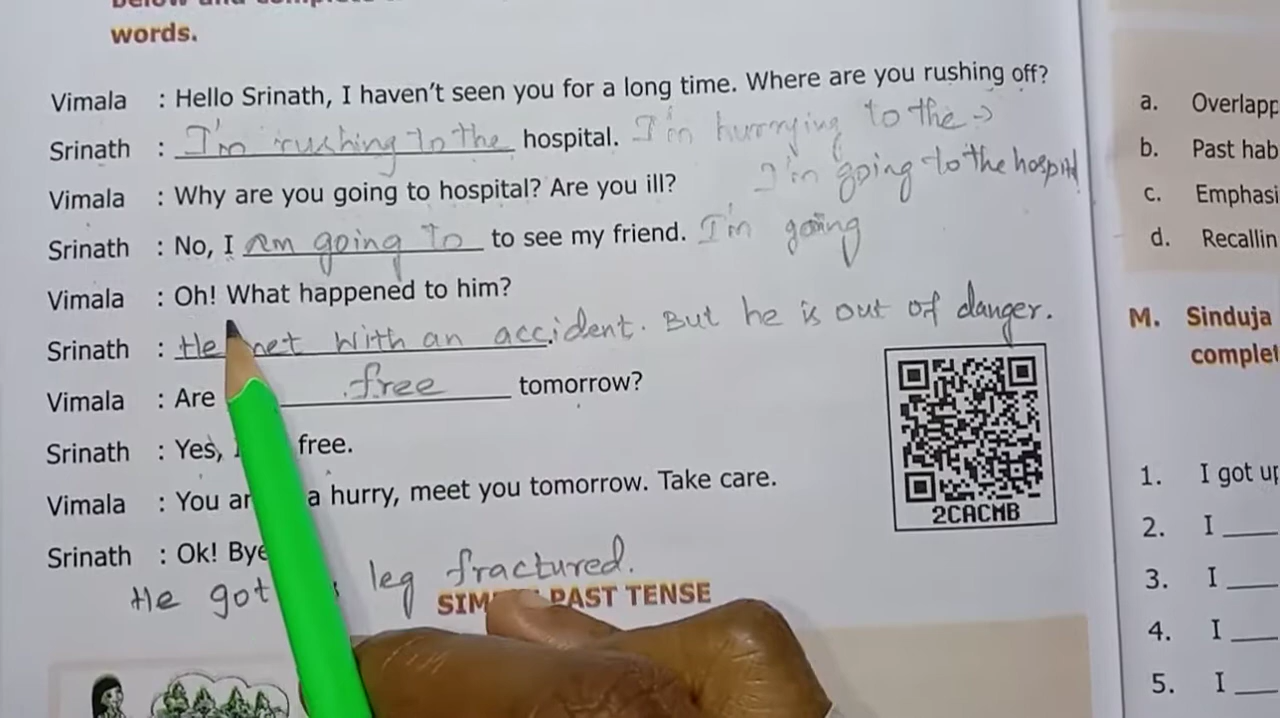 words.
Vimala : Hello Srinath, I haven't seen you for a long time. Where are you rushing off?
Srinath : I'm rushing to the hospital. I'm hurrying to the →
I'm going to the hospital
Vimala : Why are you going to hospital? Are you ill?
Srinath : No, I am going to to see my friend. I'm going
Vimala : Oh! What happened to him?
Srinath : He met with an accident. But he is out of danger.
Vimala : Are free tomorrow?
Srinath : Yes, free.
Vimala : You a hurry, meet you tomorrow. Take care.
Srinath : Ok! Bye
He got leg fractured.
SIMPLE PAST TENSE
2CACMB
a. Overlapp
b. Past hab
c. Emphasi
d. Recallin
M. Sinduja
complet
1. I got up
2. I
3. I
4. I
5. I